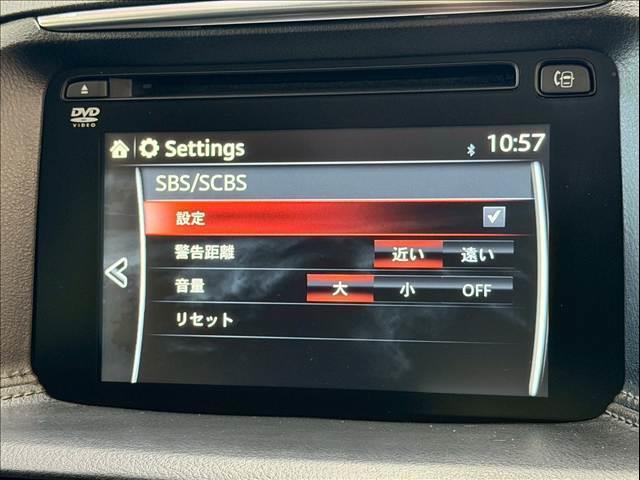 DVD
VIDEO
Settings 10:57
SBS/SCBS
設定
警告距離 近い 遠い
音量 大 小 OFF
リセット